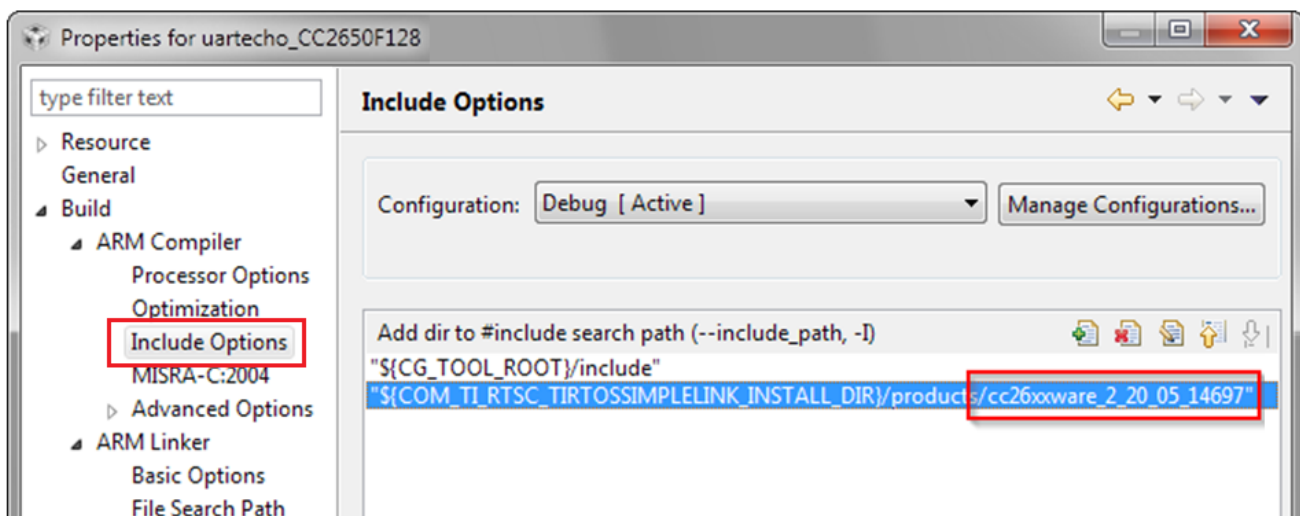 Properties for uartecho_CC2650F128
type filter text
Resource
General
Build
ARM Compiler
Processor Options
Optimization
Include Options
MISRA-C:2004
Advanced Options
ARM Linker
Basic Options
File Search Path
Include Options
Configuration:
Debug [ Active ]
Manage Configurations...
Add dir to #include search path (--include_path, -I)
"${CG_TOOL_ROOT}/include"
"${COM_TI_RTSC_TIRTOSSIMPLELINK_INSTALL_DIR}/products/cc26xxware_2_20_05_14697"